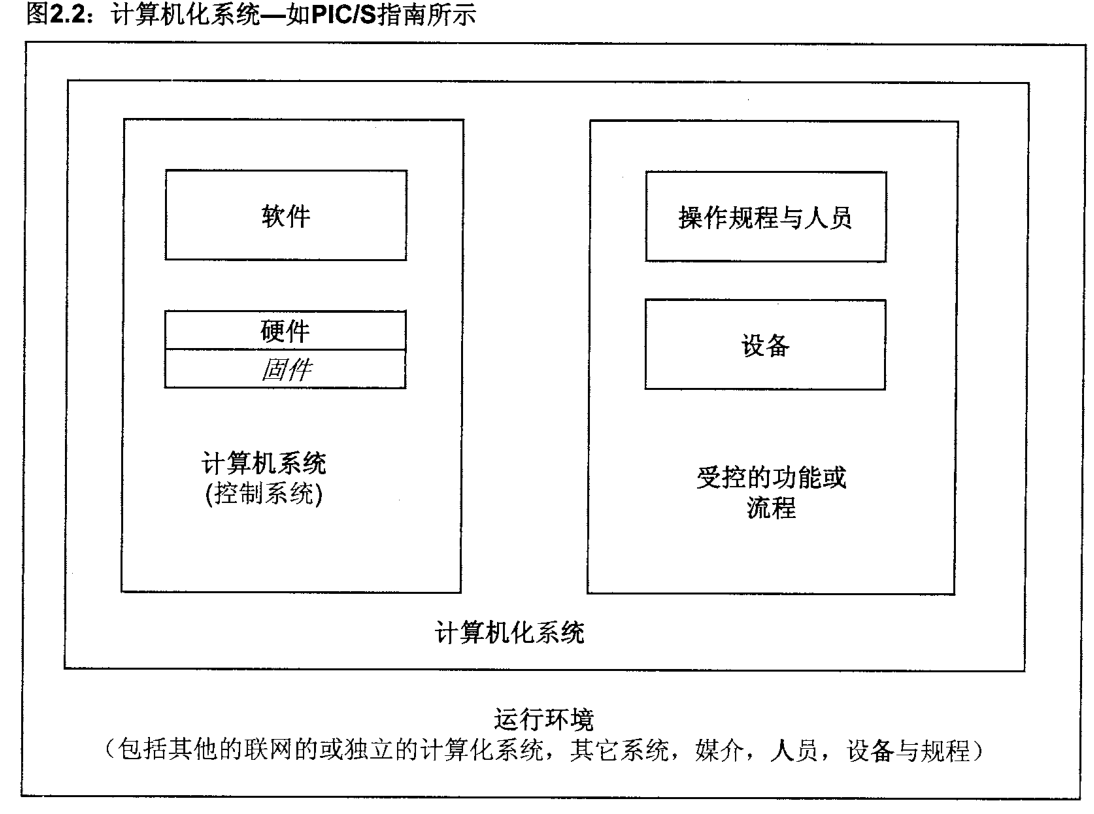 图2.2：计算机化系统—如PIC/S指南所示
软件
硬件
固件
计算机系统
(控制系统)
操作规程与人员
设备
受控的功能或
流程
计算机化系统
运行环境
（包括其他的联网的或独立的计算化系统，其它系统，媒介，人员，设备与规程）